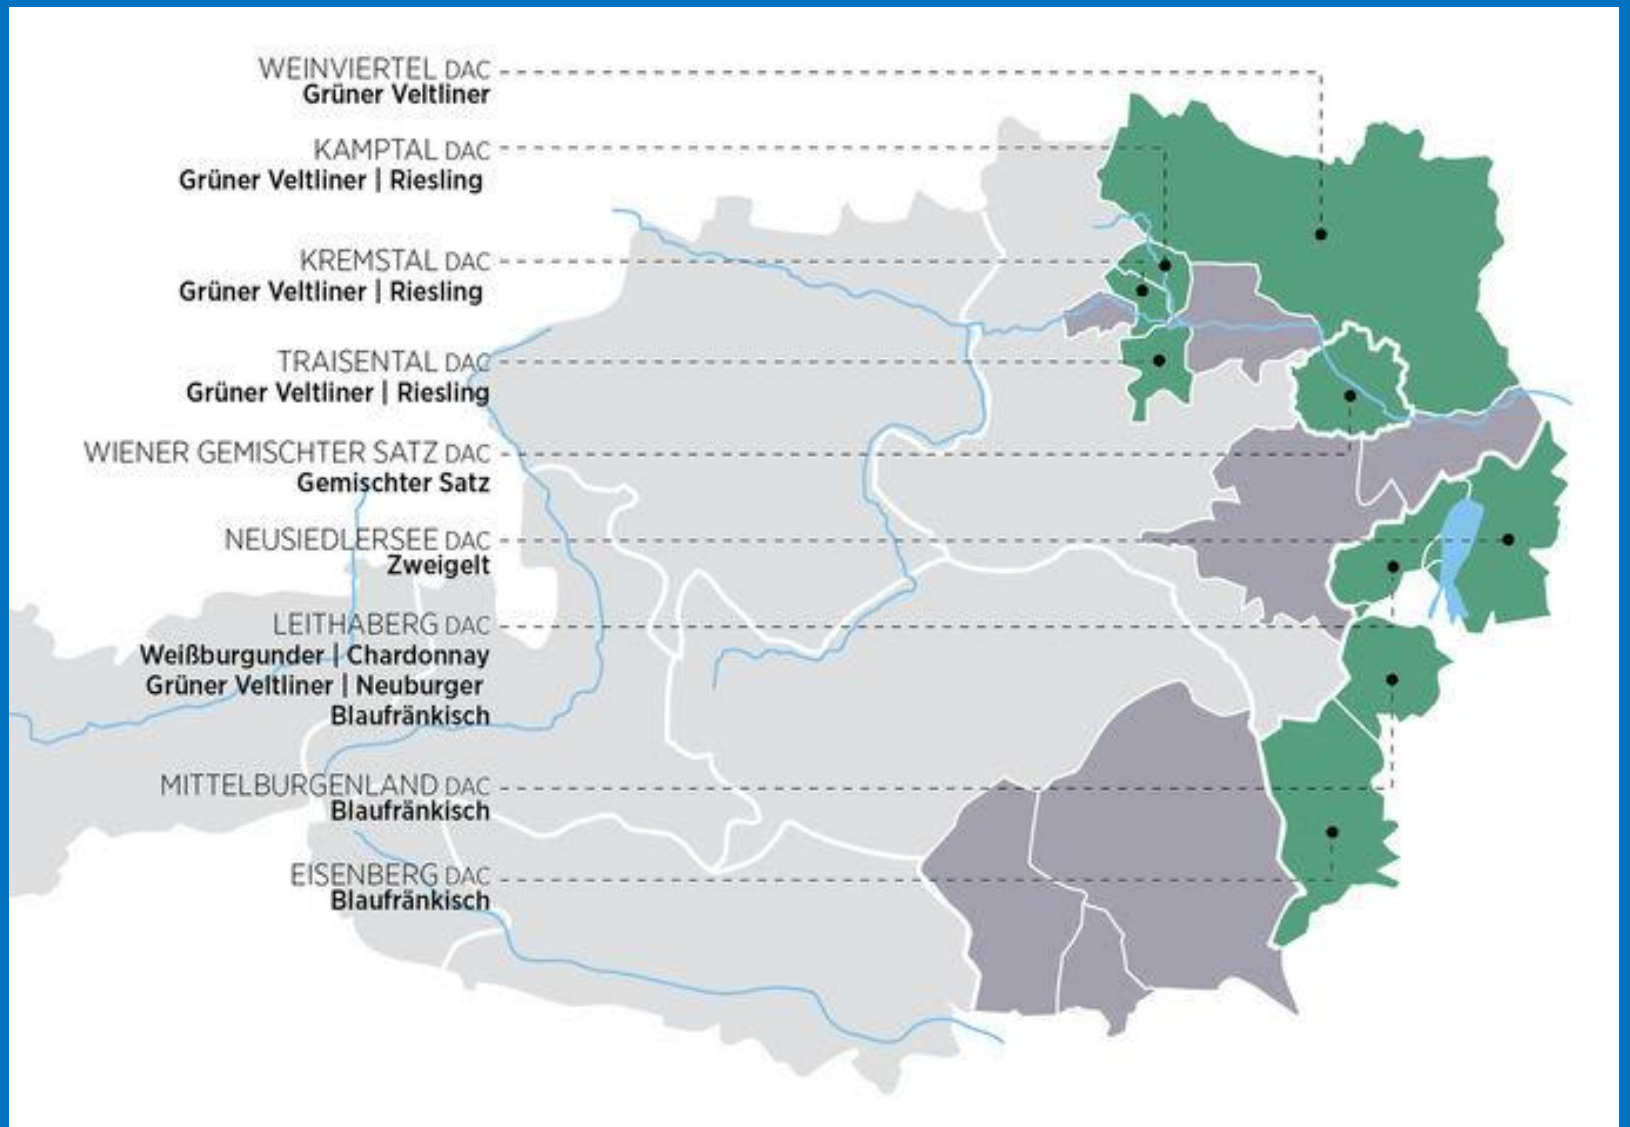 WEINVIERTEL DAC
Grüner Veltliner
KAMPTAL DAC
Grüner Veltliner | Riesling
KREMSTAL DAC
Grüner Veltliner | Riesling
TRAISENTAL DAC
Grüner Veltliner | Riesling
WIENER GEMISCHTER SATZ DAC
Gemischter Satz
NEUSIEDLERSEE DAC
Zweigelt
LEITHABERG DAC
Weißburgunder | Chardonnay
Grüner Veltliner | Neuburger
Blaufränkisch
MITTELBURGENLAND DAC
Blaufränkisch
EISENBERG DAC
Blaufränkisch